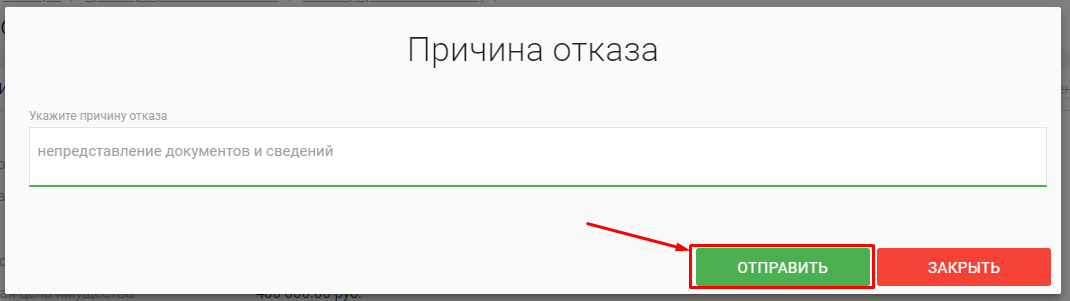 Причина отказа
Укажите причину отказа
непредставление документов и сведений
ОТПРАВИТЬ
ЗАКРЫТЬ